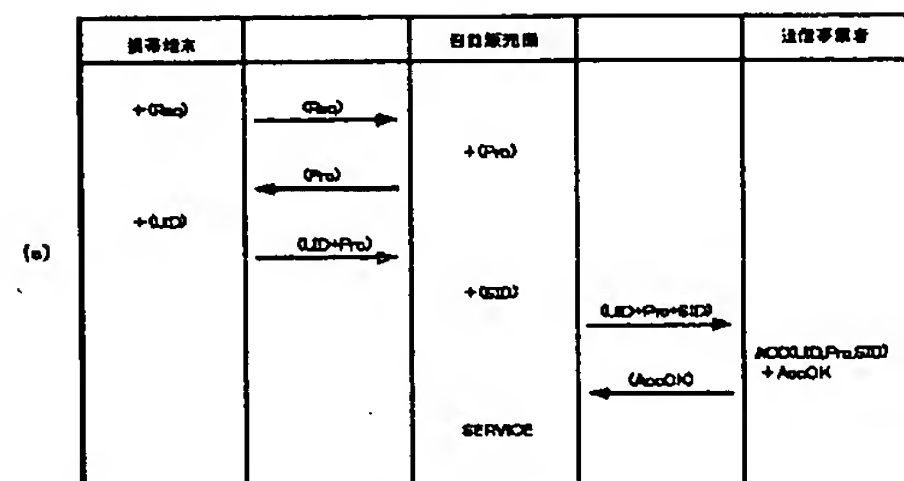 携帯端末 自動販売機 通信事業者
+(Req) (Req)
+(Pro)
(Pro)
+(UID)
(a) (UID+Pro)
+(SID)
(UID+Pro+SID)
ACC(UID,Pro,SID)
+AccOK
(AccOK)
SERVICE